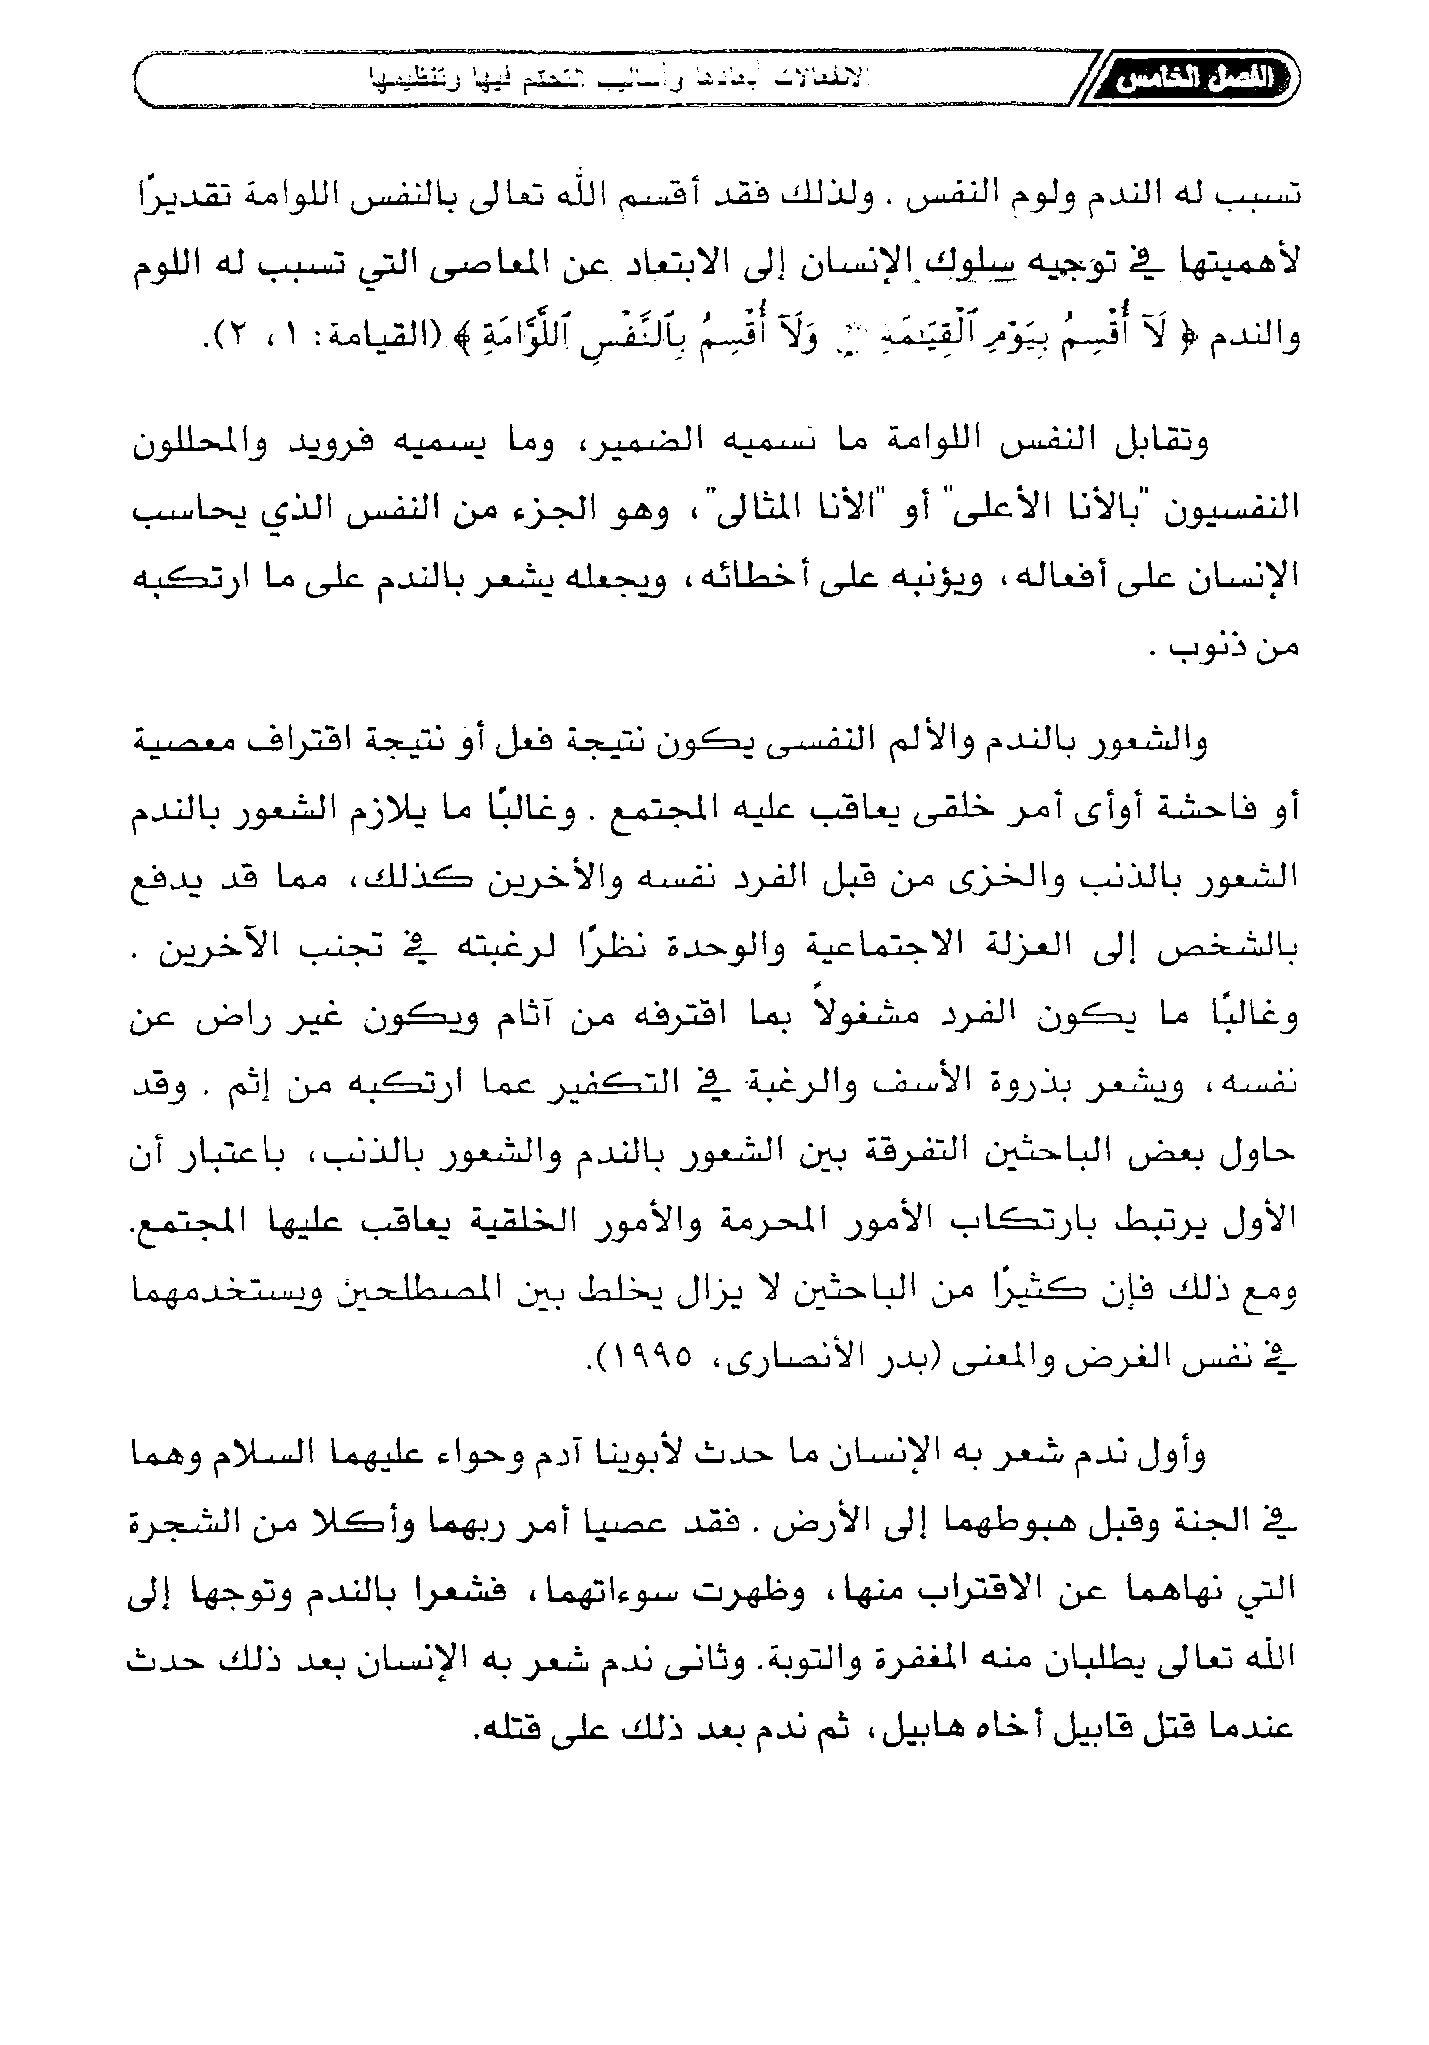 الفصل الخامس
الانفعالات أبعادها وأساليب التحكم فيها وتنظيمها
تسبب له الندم ولوم النفس . ولذلك فقد أقسم الله تعالى بالنفس اللوامة تقديرًا
لأهميتها في توجيه سلوك الإنسان إلى الابتعاد عن المعاصى التي تسبب له اللوم
والندم ﴿ لَآ أُقْسِمُ بِيَوْمِ ٱلْقِيَـٰمَةِ ۝ وَلَآ أُقْسِمُ بِٱلنَّفْسِ ٱللَّوَّامَةِ ﴾ (القيامة: ١ ، ٢).
وتقابل النفس اللوامة ما نسميه الضمير، وما يسميه فرويد والمحللون
النفسيون "بالأنا الأعلى" أو "الأنا المثالى"، وهو الجزء من النفس الذي يحاسب
الإنسان على أفعاله، ويؤنبه على أخطائه، ويجعله يشعر بالندم على ما ارتكبه
من ذنوب .
والشعور بالندم والألم النفسى يكون نتيجة فعل أو نتيجة اقتراف معصية
أو فاحشة أوأى أمر خلقى يعاقب عليه المجتمع . وغالبًا ما يلازم الشعور بالندم
الشعور بالذنب والخزى من قبل الفرد نفسه والأخرين كذلك، مما قد يدفع
بالشخص إلى العزلة الاجتماعية والوحدة نظرًا لرغبته في تجنب الآخرين .
وغالبًا ما يكون الفرد مشغولاً بما اقترفه من آثام ويكون غير راض عن
نفسه، ويشعر بذروة الأسف والرغبة في التكفير عما ارتكبه من إثم . وقد
حاول بعض الباحثين التفرقة بين الشعور بالندم والشعور بالذنب، باعتبار أن
الأول يرتبط بارتكاب الأمور المحرمة والأمور الخلقية يعاقب عليها المجتمع.
ومع ذلك فإن كثيرًا من الباحثين لا يزال يخلط بين المصطلحين ويستخدمهما
في نفس الغرض والمعنى (بدر الأنصارى، ١٩٩٥).
وأول ندم شعر به الإنسان ما حدث لأبوينا آدم وحواء عليهما السلام وهما
في الجنة وقبل هبوطهما إلى الأرض . فقد عصيا أمر ربهما وأكلا من الشجرة
التي نهاهما عن الاقتراب منها، وظهرت سوءاتهما، فشعرا بالندم وتوجها إلى
الله تعالى يطلبان منه المغفرة والتوبة. وثانى ندم شعر به الإنسان بعد ذلك حدث
عندما قتل قابيل أخاه هابيل، ثم ندم بعد ذلك على قتله.